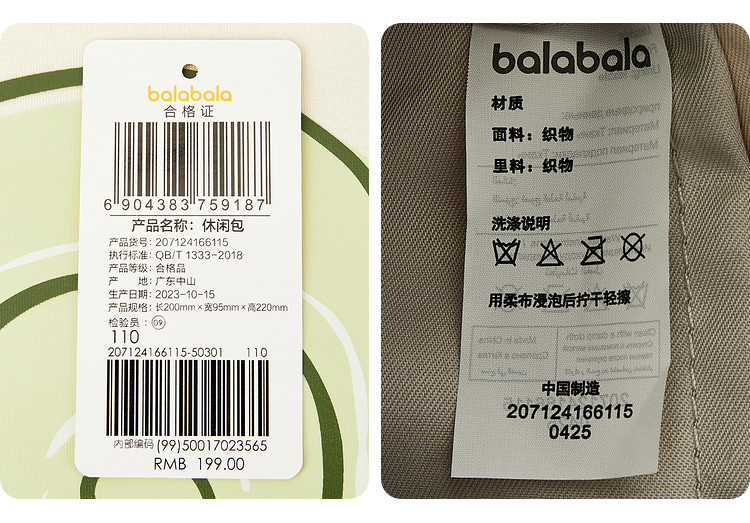 balabala
合格证
6 904383 759187
产品名称：休闲包
产品货号：207124166115
执行标准：QB/T 1333-2018
产品等级：合格品
产 地：广东中山
生产日期：2023-10-15
产品规格：长200mm×宽95mm×高220mm
检验员：09
110
207124166115-50301 110
内部编码 (99)50017023565
RMB 199.00
balabala
材质
面料：织物
里料：织物
洗涤说明
用柔布浸泡后拧干轻擦
中国制造
207124166115
0425